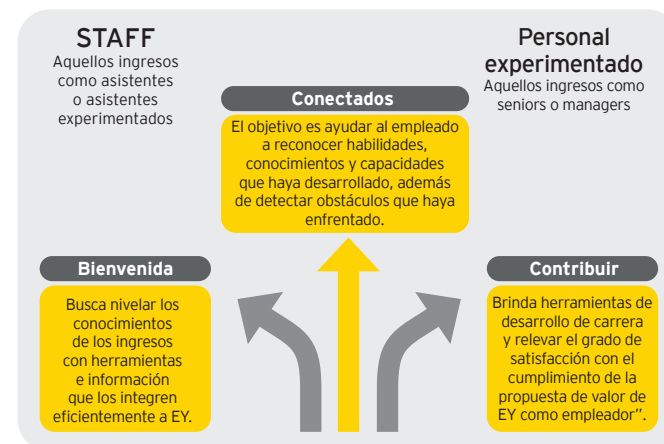 STAFF
Aquellos ingresos
como asistentes
o asistentes
experimentados
Personal
experimentado
Aquellos ingresos como
seniors o managers
Conectados
El objetivo es ayudar al empleado
a reconocer habilidades,
conocimientos y capacidades
que haya desarrollado, además
de detectar obstáculos que haya
enfrentado.
Bienvenida
Busca nivelar los
conocimientos
de los ingresos
con herramientas
e información
que los integren
eficientemente a EY.
Contribuir
Brinda herramientas de
desarrollo de carrera
y relevar el grado de
satisfacción con el
cumplimiento de la
propuesta de valor de
EY como empleador”.